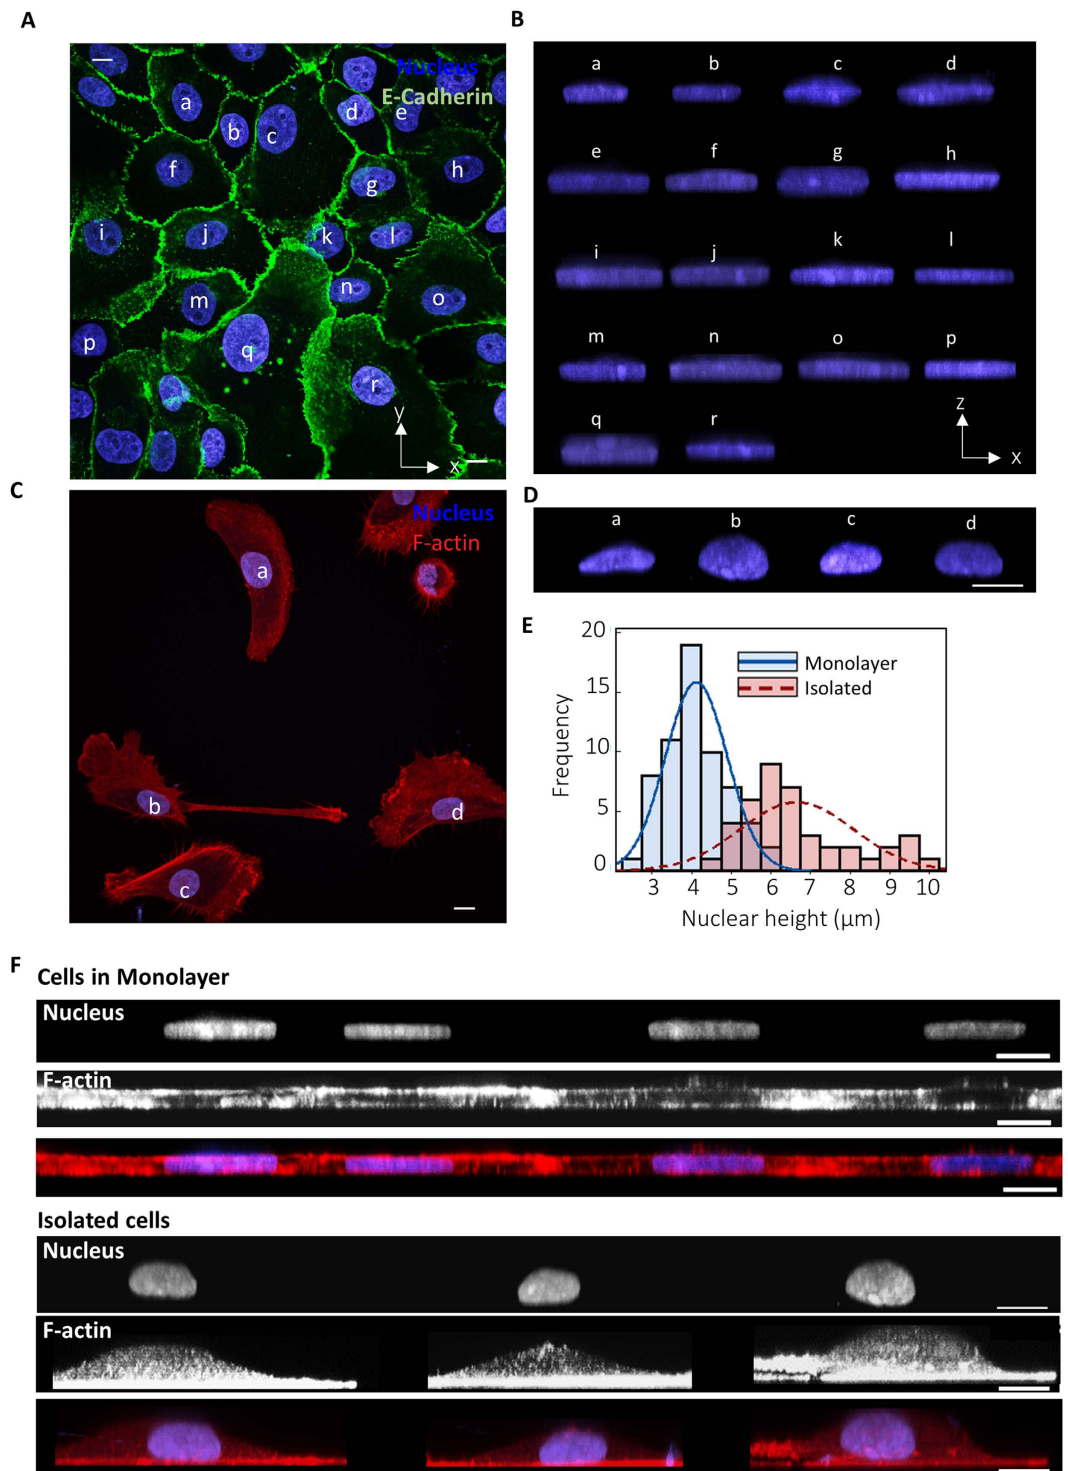 A
Nucleus
E-Cadherin
a
b
c
d
e
f
g
h
i
j
k
l
m
n
o
p
q
r
y
x
B
a b c d
e f g h
i j k l
m n o p
q r
z
x
C
Nucleus
F-actin
a
b
c
d
D
a b c d
E
20
15
10
5
0
Frequency
Monolayer
Isolated
3 4 5 6 7 8 9 10
Nuclear height (µm)
F
Cells in Monolayer
Nucleus
F-actin
Isolated cells
Nucleus
F-actin